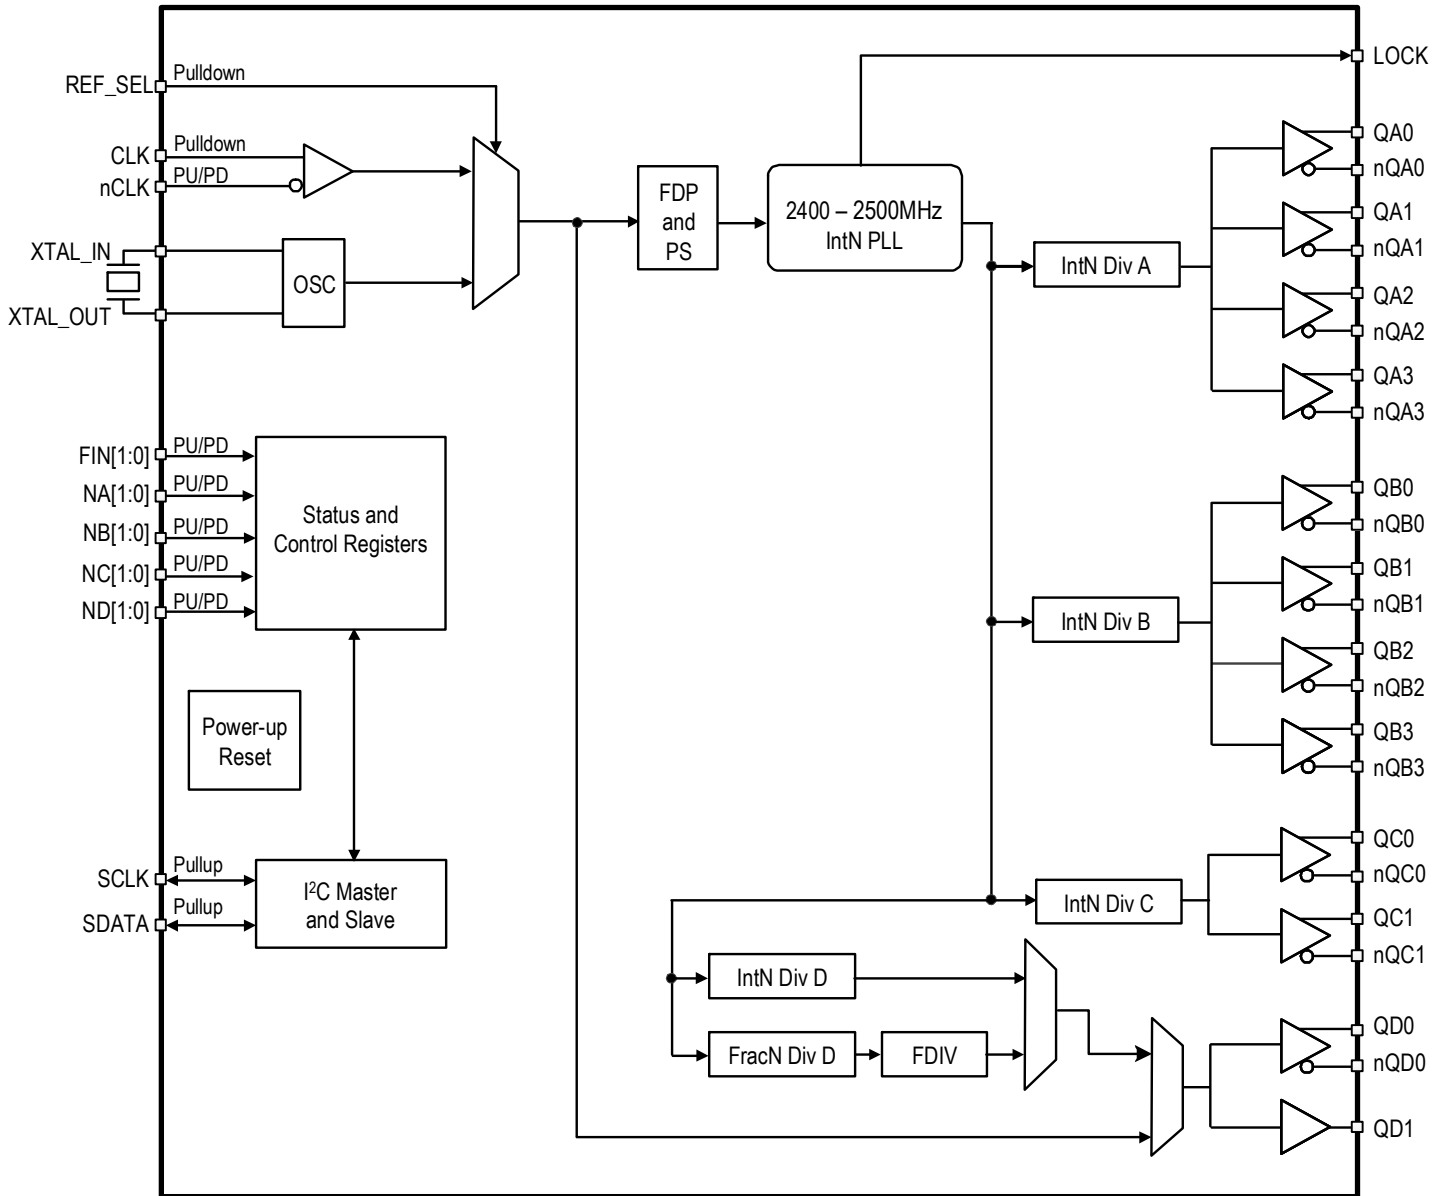 LOCK
REF_SEL
Pulldown
CLK
Pulldown
nCLK
PU/PD
XTAL_IN
XTAL_OUT
OSC
FDP
and
PS
2400 – 2500MHz
IntN PLL
IntN Div A
QA0
nQA0
QA1
nQA1
QA2
nQA2
QA3
nQA3
FIN[1:0]
PU/PD
NA[1:0]
PU/PD
NB[1:0]
PU/PD
NC[1:0]
PU/PD
ND[1:0]
PU/PD
Status and
Control Registers
IntN Div B
QB0
nQB0
QB1
nQB1
QB2
nQB2
QB3
nQB3
Power-up
Reset
SCLK
Pullup
SDATA
Pullup
I²C Master
and Slave
IntN Div C
QC0
nQC0
QC1
nQC1
IntN Div D
FracN Div D
FDIV
QD0
nQD0
QD1